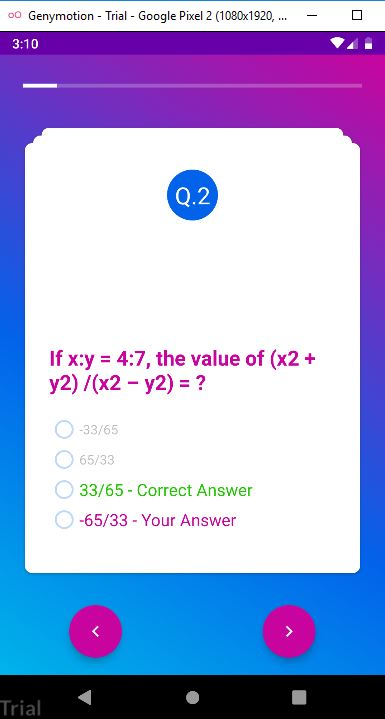 Genymotion - Trial - Google Pixel 2 (1080x1920, ...
3:10
Q.2
If x:y = 4:7, the value of (x2 +
y2) /(x2 – y2) = ?
-33/65
65/33
33/65 - Correct Answer
-65/33 - Your Answer
Trial